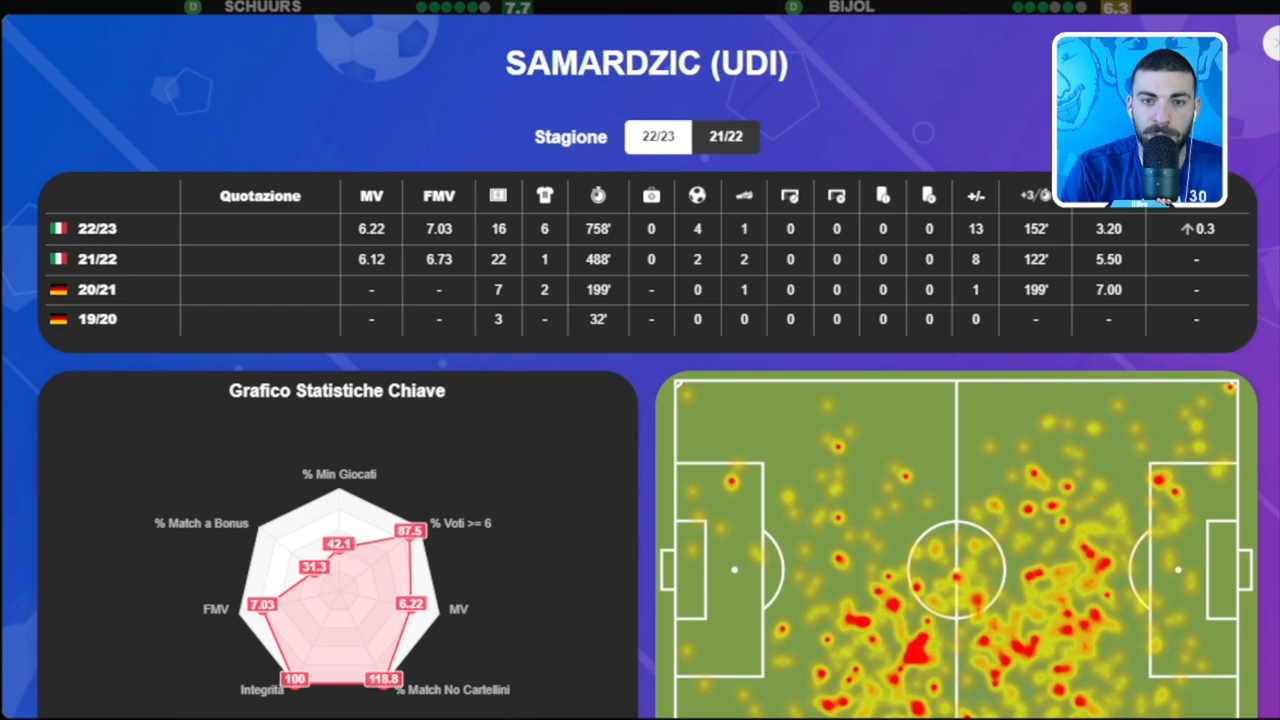 D SCHUURS 7.7 D BIJOL 6.3
SAMARDZIC (UDI)
Stagione 22/23 21/22
Quotazione MV FMV +/- +3/
30
22/23 6.22 7.03 16 6 758' 0 4 1 0 0 0 0 13 152' 3.20 ↑0.3
21/22 6.12 6.73 22 1 488' 0 2 2 0 0 0 0 8 122' 5.50 -
20/21 - - 7 2 199' - 0 1 0 0 0 0 1 199' 7.00 -
19/20 - - 3 - 32' - 0 0 0 0 0 0 0 - - -
Grafico Statistiche Chiave
% Min Giocati
% Match a Bonus 87.5 % Voti >= 6
42.1
31.3
FMV 7.03 6.22 MV
100 118.8
Integrità % Match No Cartellini